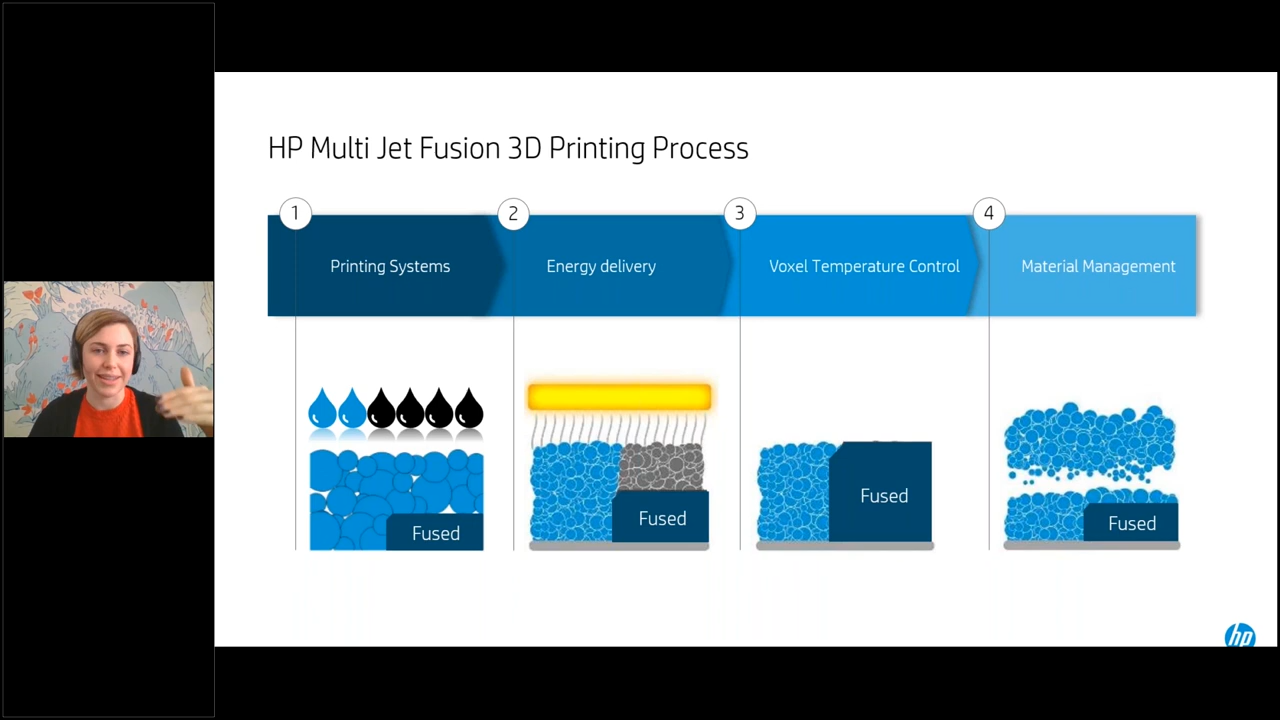 HP Multi Jet Fusion 3D Printing Process
1
2
3
4
Printing Systems
Energy delivery
Voxel Temperature Control
Material Management
Fused
Fused
Fused
Fused
hp